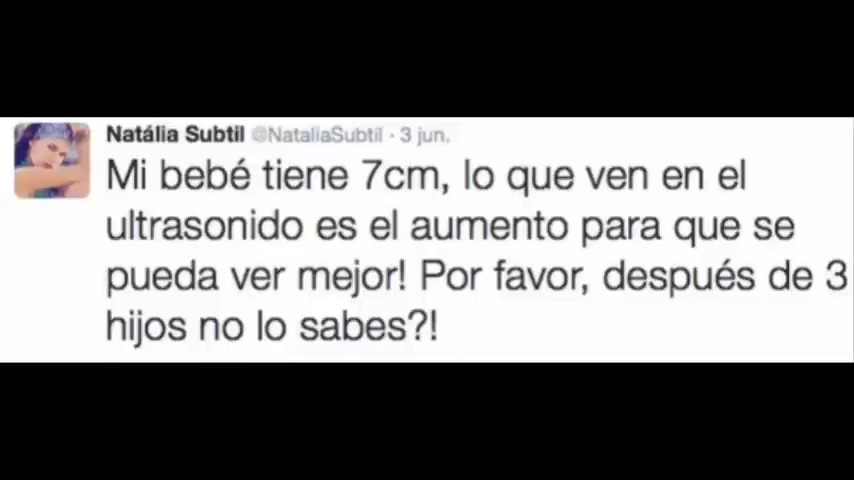 Natália Subtil @NataliaSubtil · 3 jun.
Mi bebé tiene 7cm, lo que ven en el
ultrasonido es el aumento para que se
pueda ver mejor! Por favor, después de 3
hijos no lo sabes?!